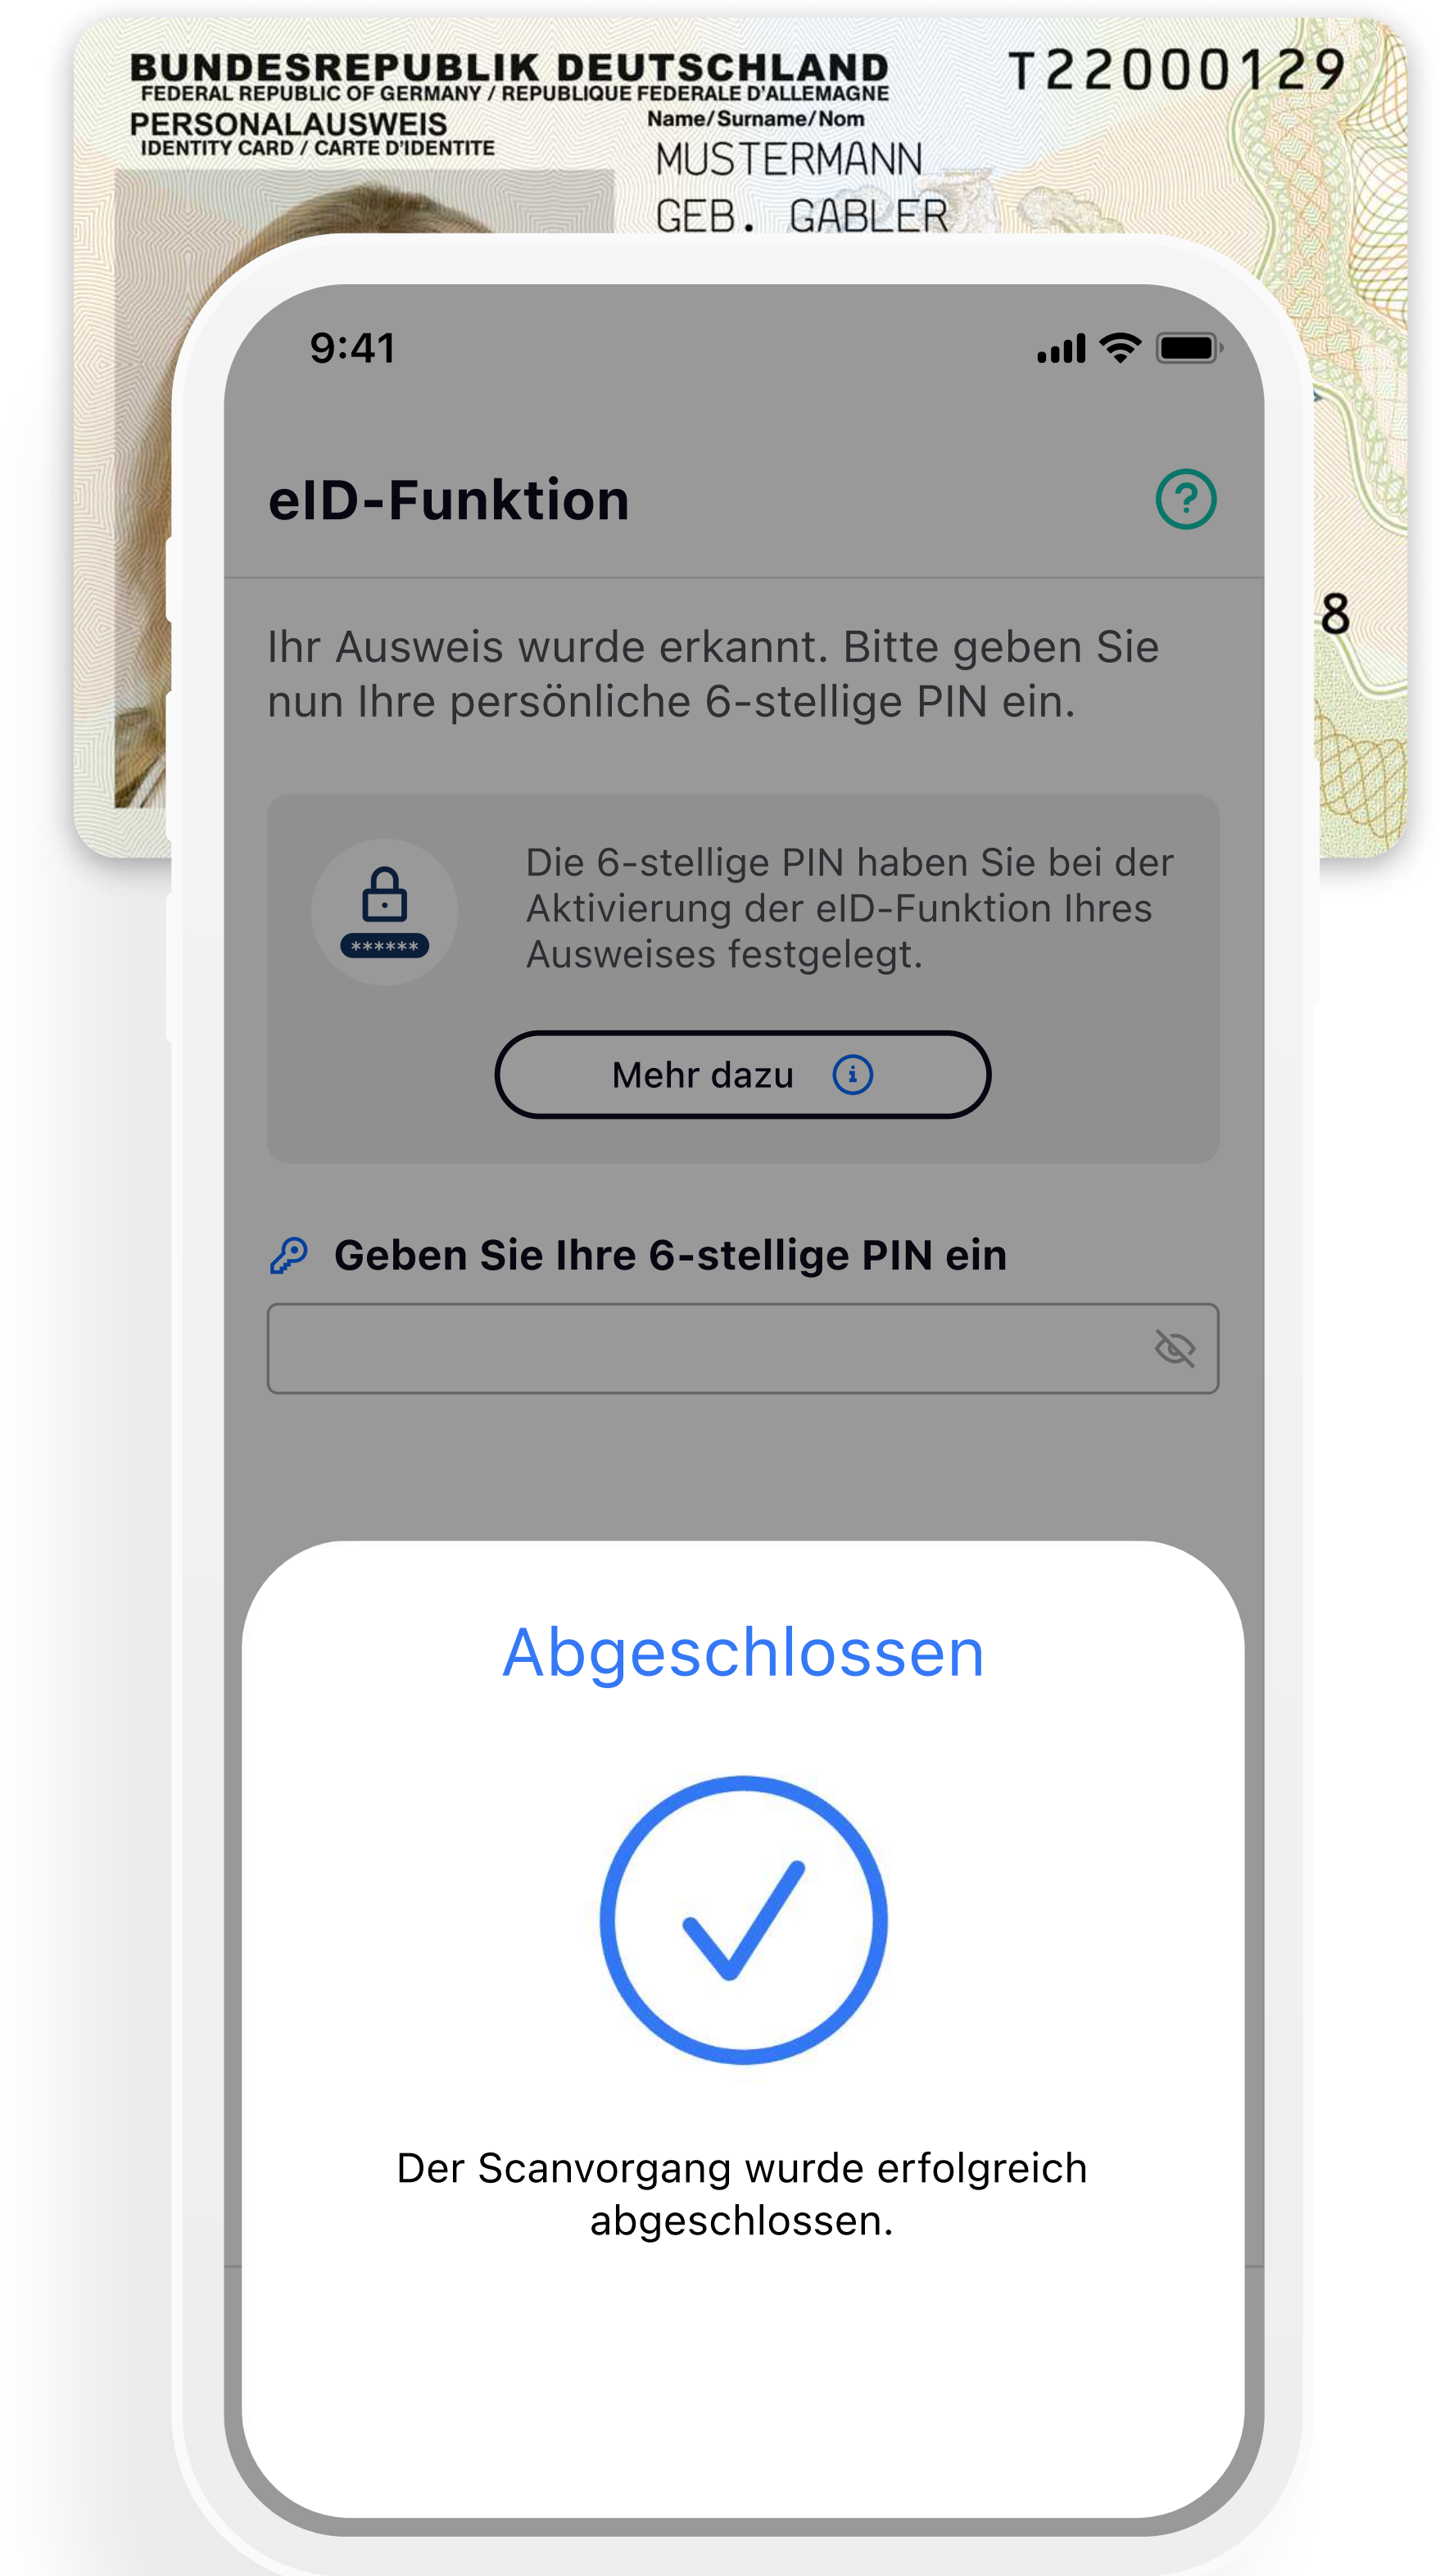 BUNDESREPUBLIK DEUTSCHLAND
T22000129
FEDERAL REPUBLIC OF GERMANY / REPUBLIQUE FEDERALE D'ALLEMAGNE
PERSONALAUSWEIS
IDENTITY CARD / CARTE D'IDENTITE
Name/Surname/Nom
MUSTERMANN
GEB. GABLER
9:41
eID-Funktion
?
8
Ihr Ausweis wurde erkannt. Bitte geben Sie
nun Ihre persönliche 6-stellige PIN ein.
Die 6-stellige PIN haben Sie bei der
Aktivierung der eID-Funktion Ihres
Ausweises festgelegt.
******
Mehr dazu i
Geben Sie Ihre 6-stellige PIN ein
Abgeschlossen
Der Scanvorgang wurde erfolgreich
abgeschlossen.